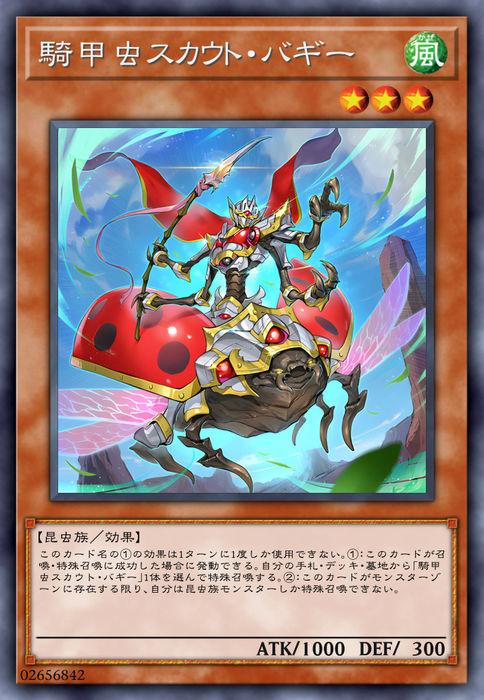 騎甲虫スカウト・バギー
かぜ
風
【昆虫族／効果】
このカード名の①の効果は1ターンに1度しか使用できない。①：このカードが召
喚・特殊召喚に成功した場合に発動できる。自分の手札・デッキ・墓地から「騎甲
虫スカウト・バギー」1体を選んで特殊召喚する。②：このカードがモンスターゾ
ーンに存在する限り、自分は昆虫族モンスターしか特殊召喚できない。
ATK/1000 DEF/ 300
02656842